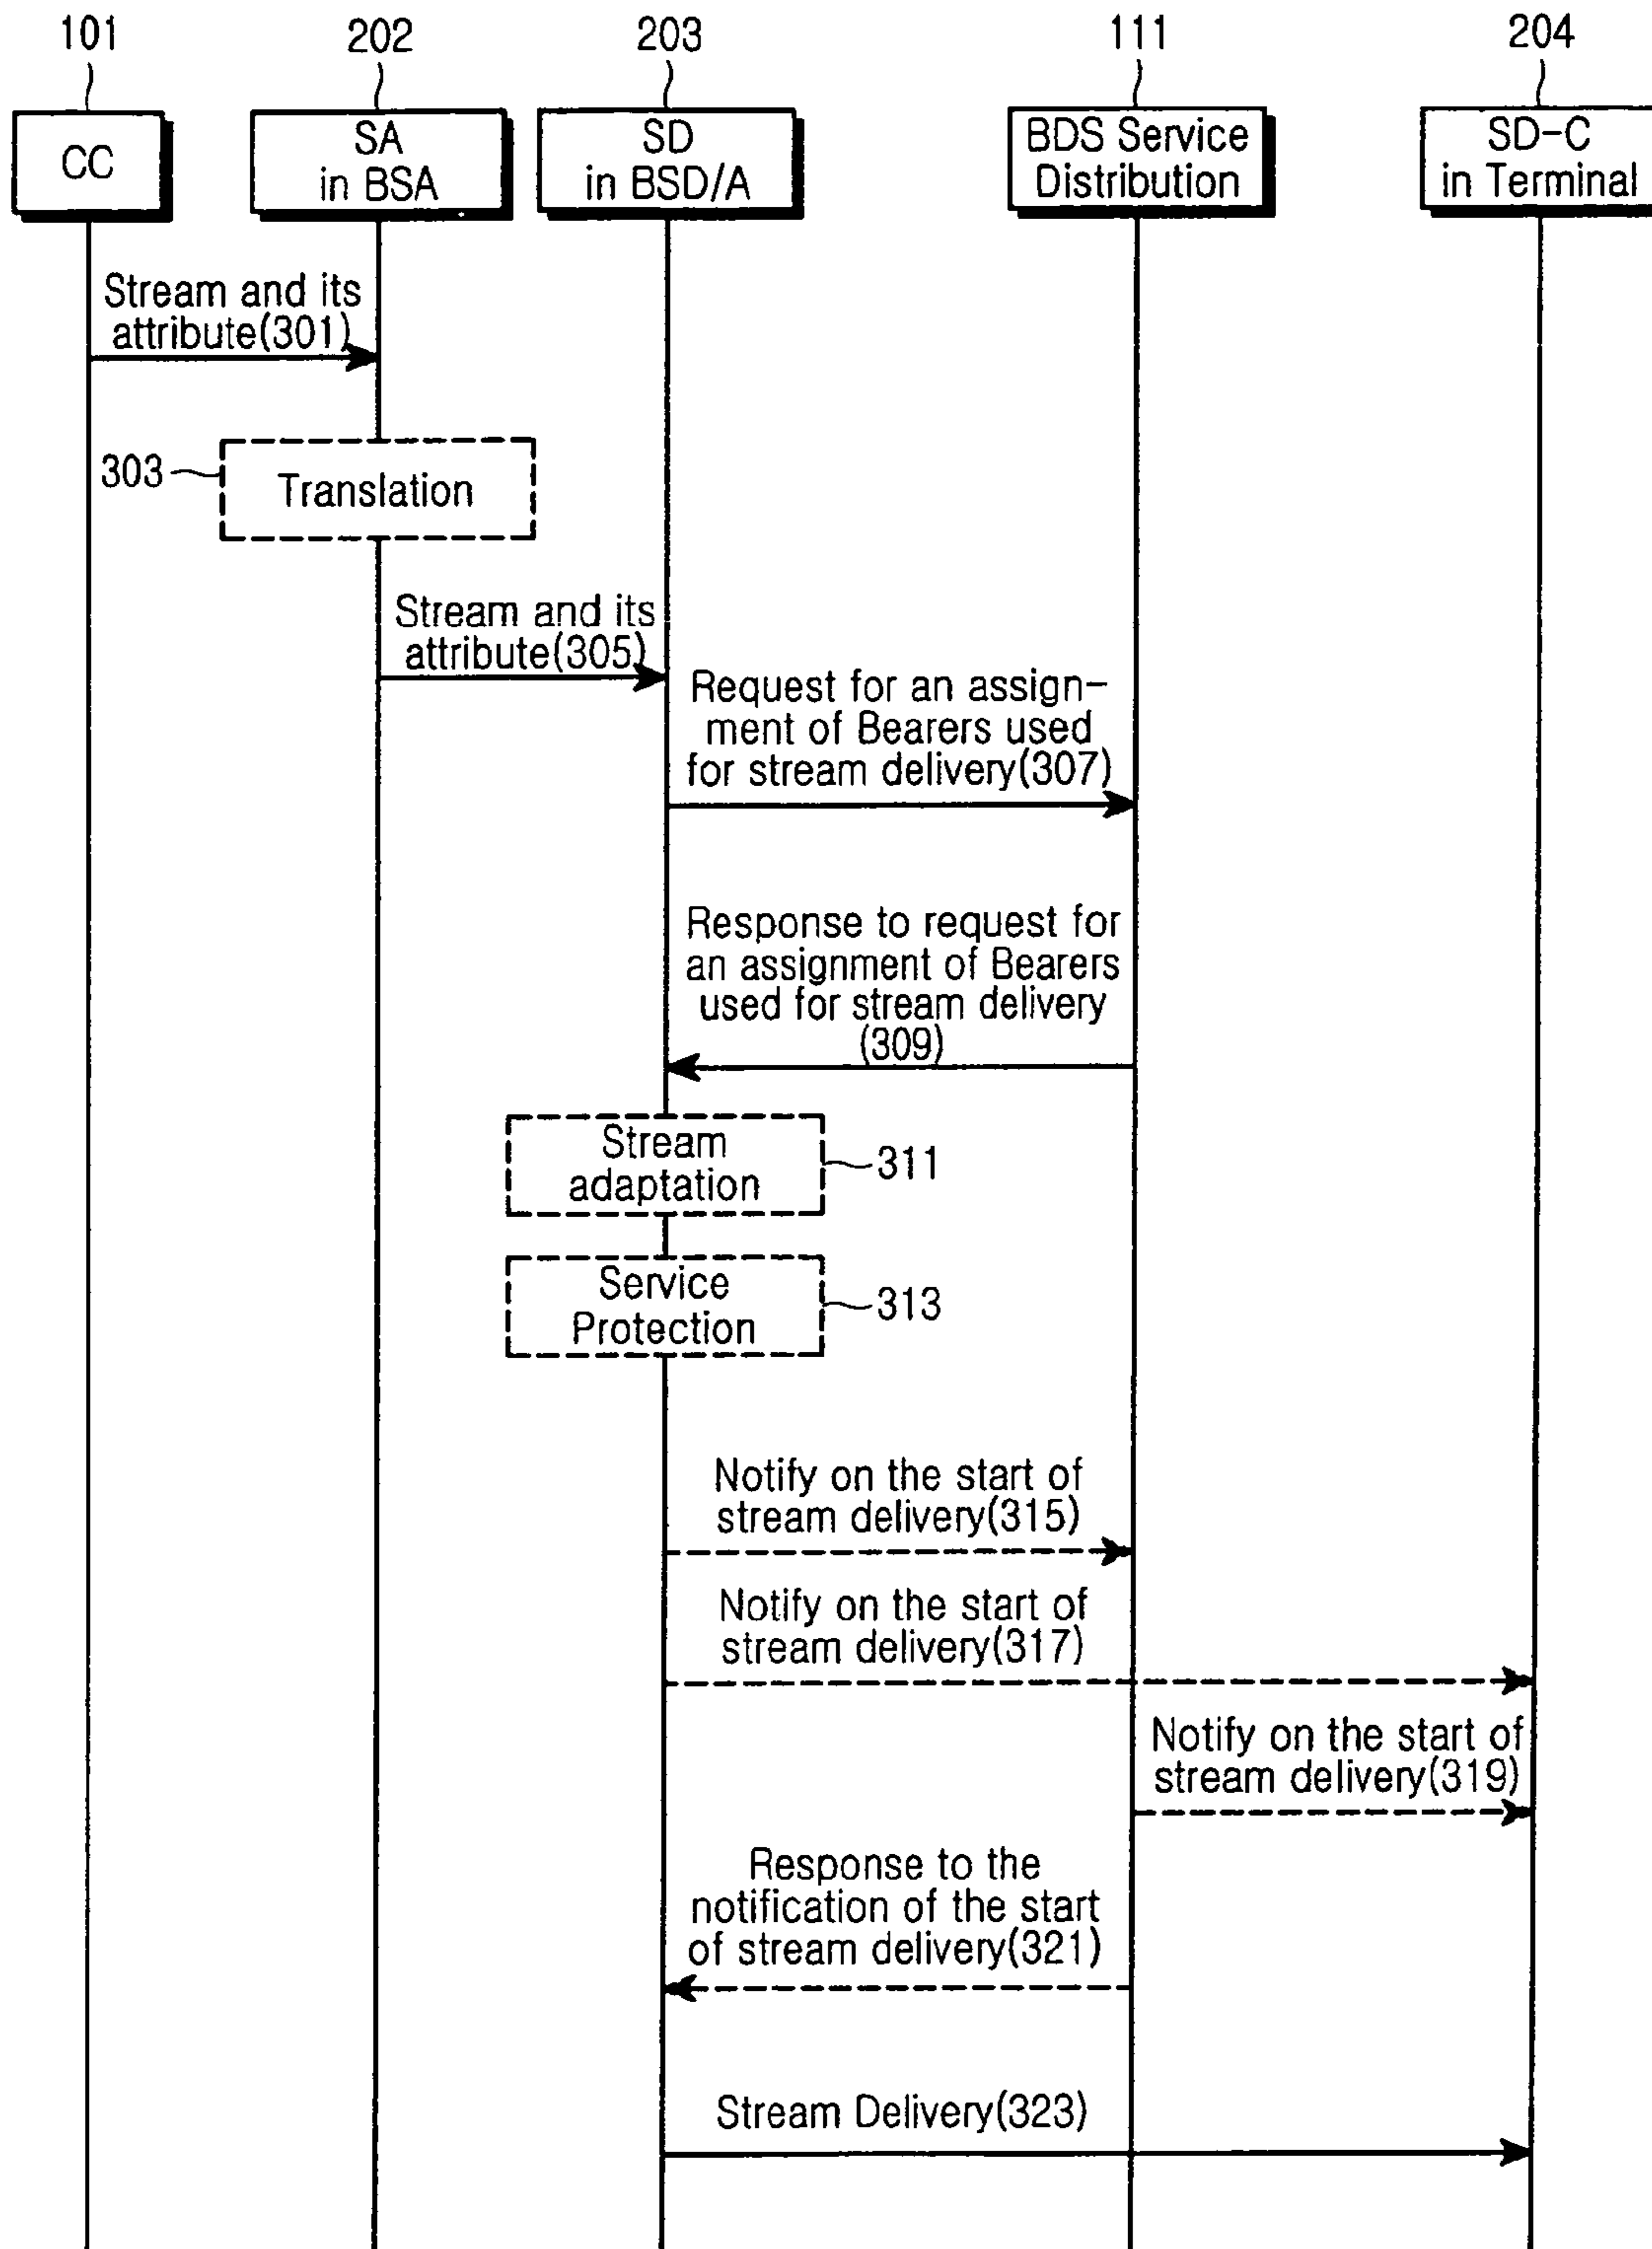 101
202
203
111
204
CC
SA
in BSA
SD
in BSD/A
BDS Service
Distribution
SD-C
in Terminal
Stream and its
attribute(301)
303
Translation
Stream and its
attribute(305)
Request for an assign-
ment of Bearers used
for stream delivery(307)
Response to request for
an assignment of Bearers
used for stream delivery
(309)
Stream
adaptation
311
Service
Protection
313
Notify on the start of
stream delivery(315)
Notify on the start of
stream delivery(317)
Notify on the start of
stream delivery(319)
Response to the
notification of the start
of stream delivery(321)
Stream Delivery(323)